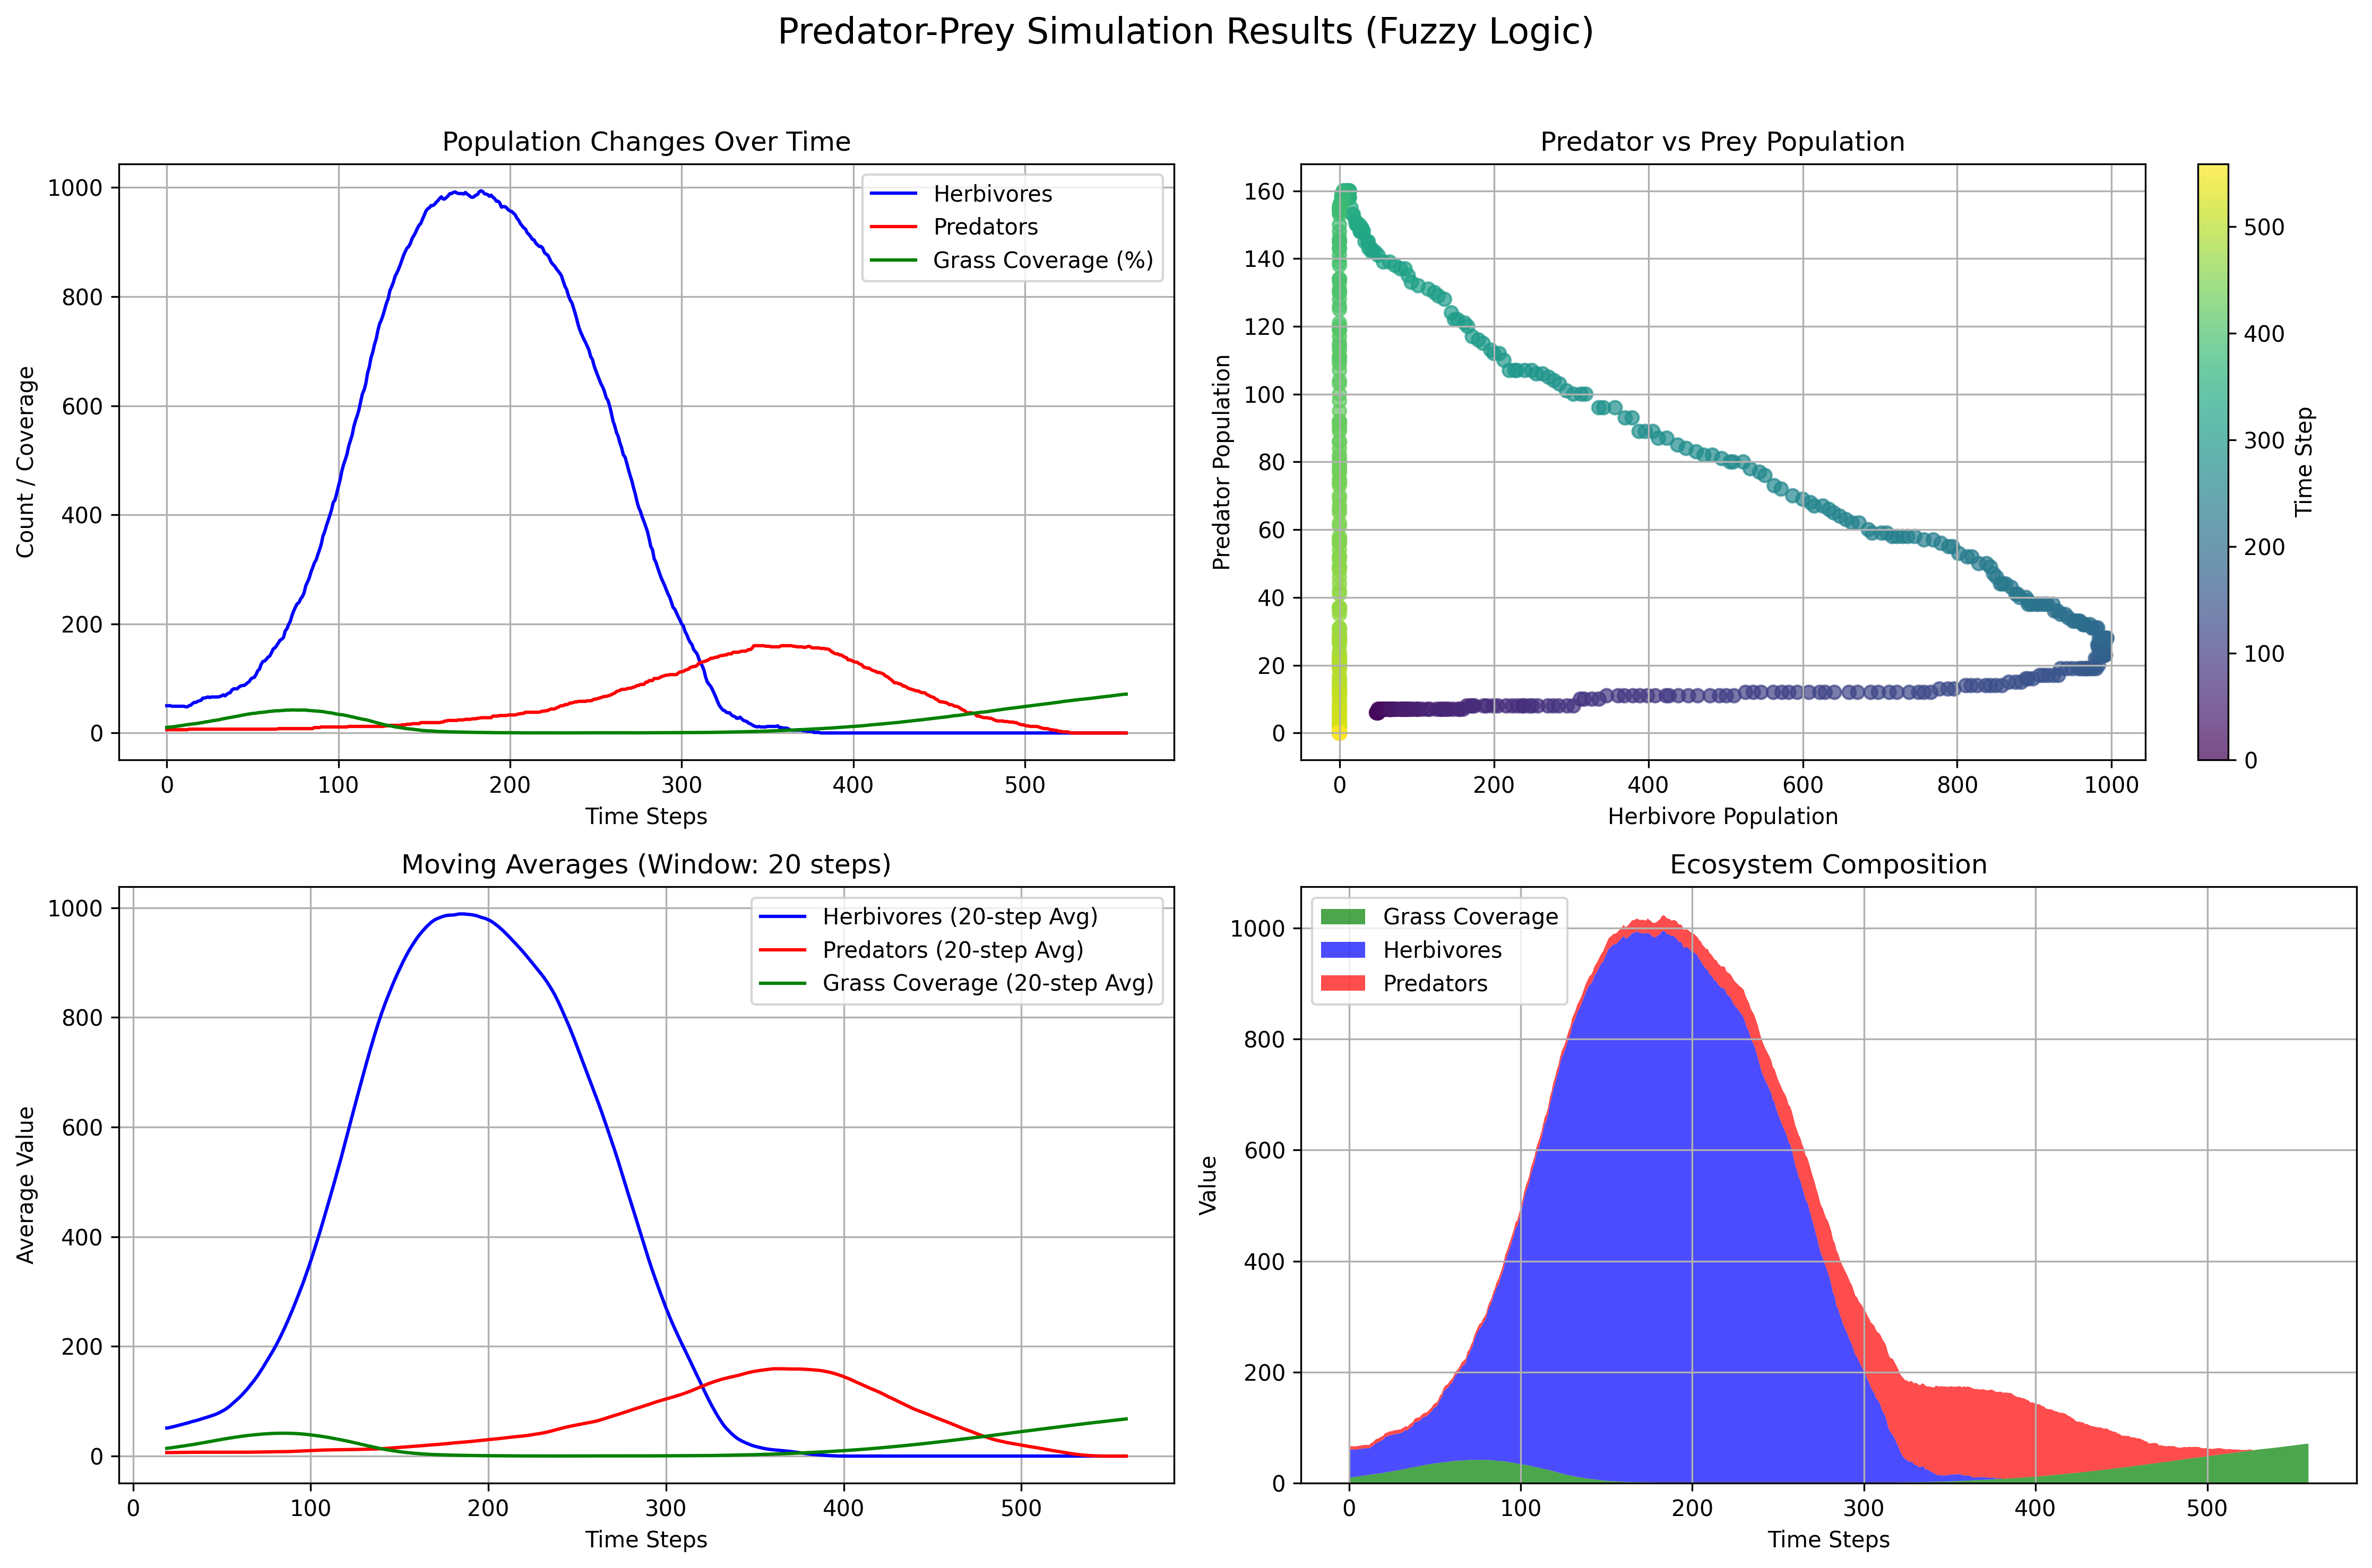 Predator-Prey Simulation Results (Fuzzy Logic)
Population Changes Over Time
Count / Coverage
1000
800
600
400
200
0
Herbivores
Predators
Grass Coverage (%)
0 100 200 300 400 500
Time Steps
Predator vs Prey Population
Predator Population
160
140
120
100
80
60
40
20
0
0 200 400 600 800 1000
Herbivore Population
500
400
300
200
100
0
Time Step
Moving Averages (Window: 20 steps)
Average Value
1000
800
600
400
200
0
Herbivores (20-step Avg)
Predators (20-step Avg)
Grass Coverage (20-step Avg)
0 100 200 300 400 500
Time Steps
Ecosystem Composition
Value
1000
800
600
400
200
0
Grass Coverage
Herbivores
Predators
0 100 200 300 400 500
Time Steps